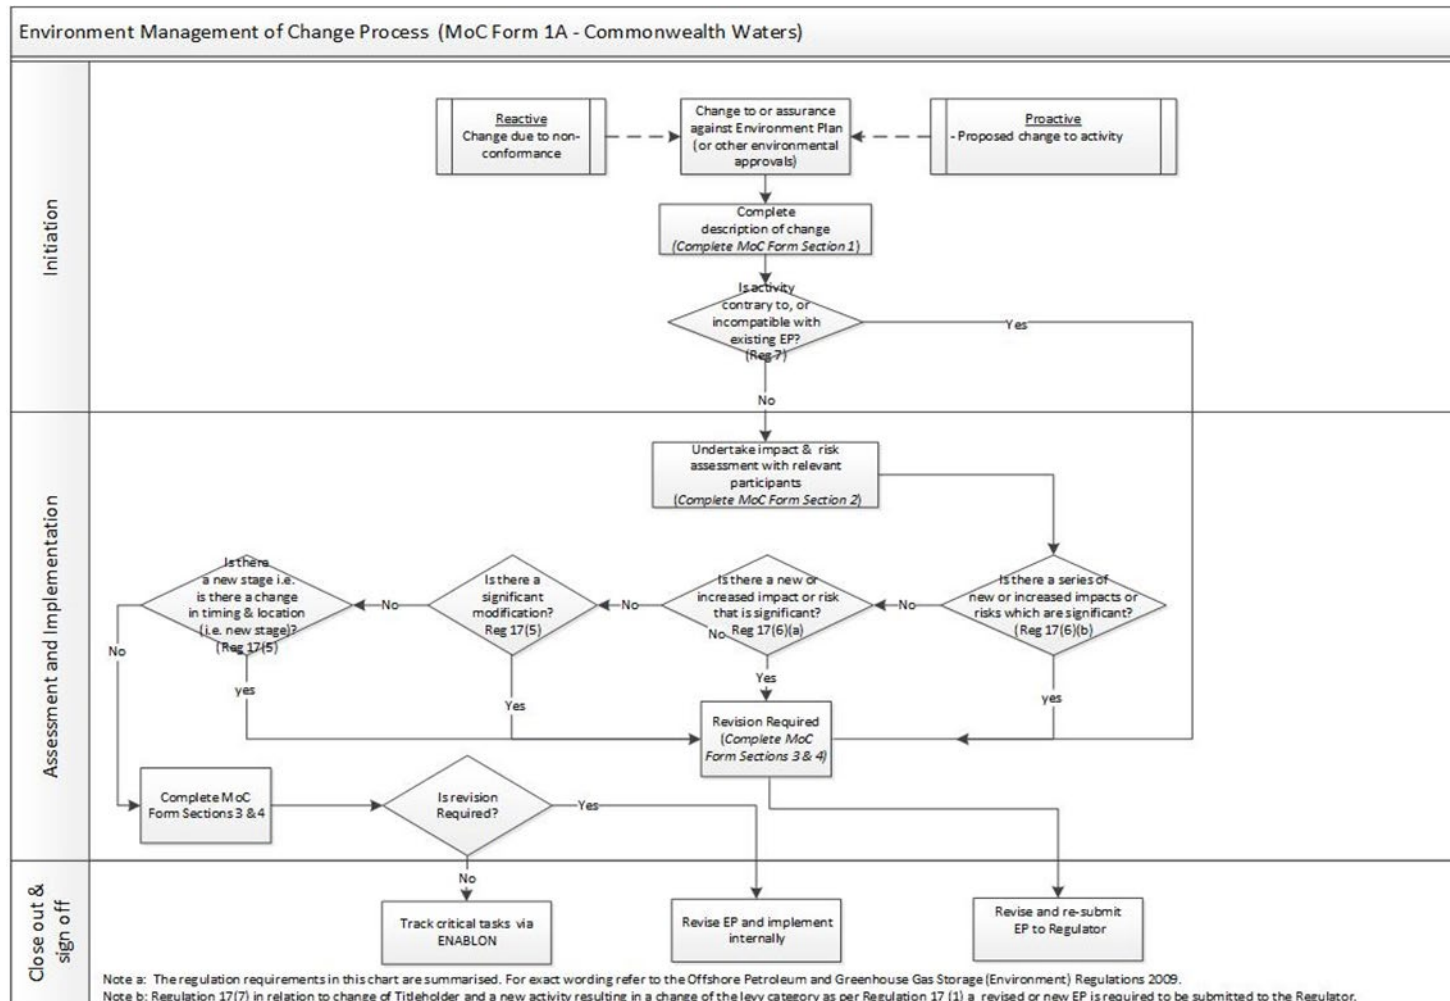 Environment Management of Change Process (MoC Form 1A - Commonwealth Waters)
Initiation
Reactive
Change due to non-
conformance
Change to or assurance
against Environment Plan
(or other environmental
approvals)
Proactive
- Proposed change to activity
Complete
description of change
(Complete MoC Form Section 1)
Is activity
contrary to, or
incompatible with
existing EP?
(Reg 7)
Yes
No
Assessment and Implementation
Undertake impact & risk
assessment with relevant
participants
(Complete MoC Form Section 2)
Is there
a new stage i.e.
is there a change
in timing & location
(i.e. new stage)?
(Reg 17(5)
No
Is there a
significant
modification?
Reg 17(5)
No
Is there a new or
increased impact or risk
that is significant?
No Reg 17(6)(a)
No
Is there a series of
new or increased impacts or
risks which are significant?
(Reg 17(6)(b)
No
yes
Yes
Yes
yes
Revision Required
(Complete MoC
Form Sections 3 & 4)
Complete MoC
Form Sections 3 &4
Is revision
Required?
Yes
No
Close out &
sign off
Track critical tasks via
ENABLON
Revise EP and implement
internally
Revise and re-submit
EP to Regulator
Note a: The regulation requirements in this chart are summarised. For exact wording refer to the Offshore Petroleum and Greenhouse Gas Storage (Environment) Regulations 2009.
Note b: Regulation 17(7) in relation to change of Titleholder and a new activity resulting in a change of the levy category as per Regulation 17 (1) a revised or new EP is required to be submitted to the Regulator.